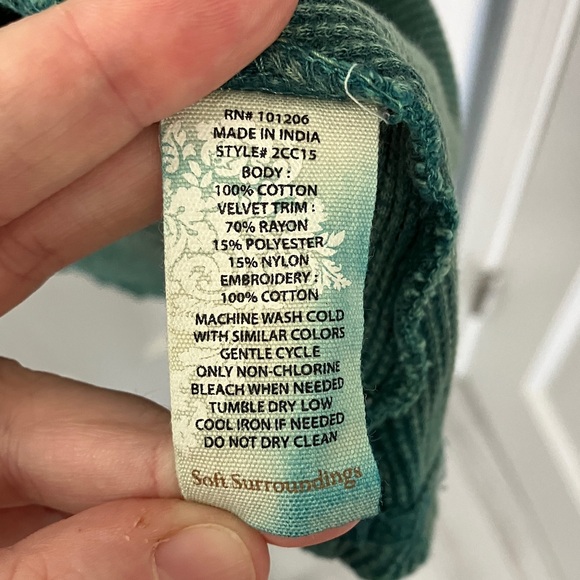 RN# 101206
MADE IN INDIA
STYLE# 2CC15
BODY :
100% COTTON
VELVET TRIM :
70% RAYON
15% POLYESTER
15% NYLON
EMBROIDERY :
100% COTTON
MACHINE WASH COLD
WITH SIMILAR COLORS
GENTLE CYCLE
ONLY NON-CHLORINE
BLEACH WHEN NEEDED
TUMBLE DRY LOW
COOL IRON IF NEEDED
DO NOT DRY CLEAN
Soft Surroundings